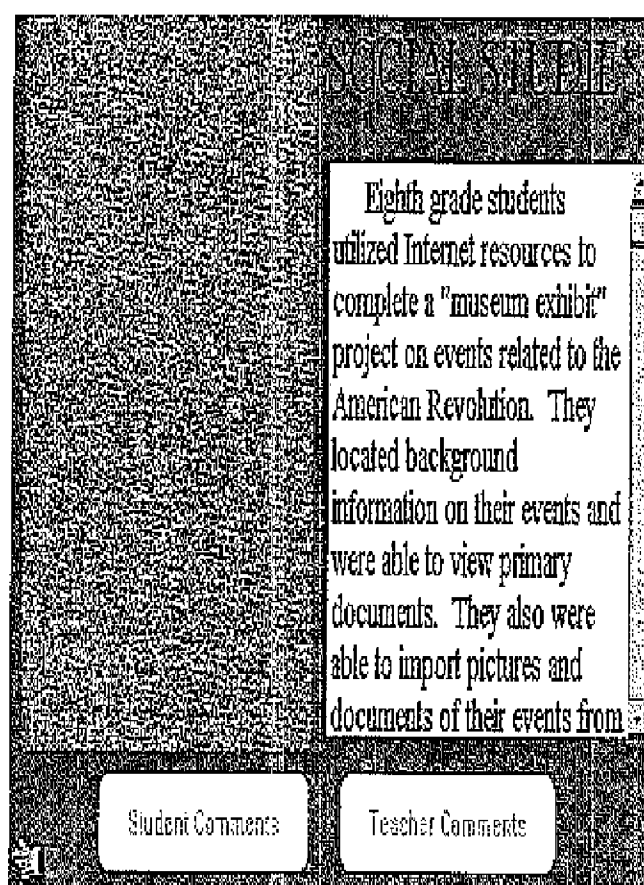 SOCIAL STUDIES
Eighth grade students
utilized Internet resources to
complete a "museum exhibit"
project on events related to the
American Revolution. They
located background
information on their events and
were able to view primary
documents. They also were
able to import pictures and
documents of their events from
Student Comments
Teacher Comments